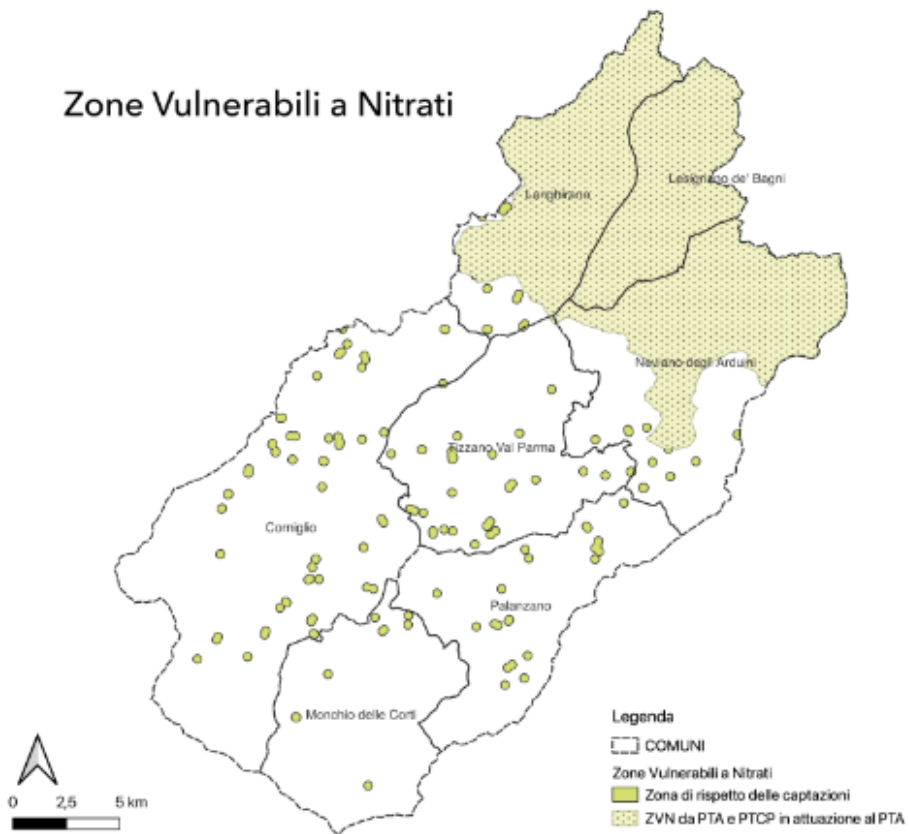 Zone Vulnerabili a Nitrati
Lesignano de' Bagni
Langhirano
Neviano degli Arduini
Tizzano Val Parma
Corniglio
Palanzano
Monchio delle Corti
Legenda
COMUNI
Zone Vulnerabili a Nitrati
Zona di rispetto delle captazioni
ZVN da PTA e PTCP in attuazione al PTA
0 2,5 5 km